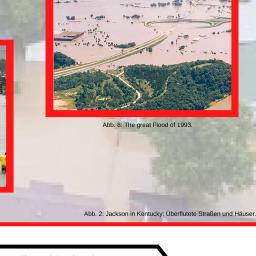 Abb. 8: The great Flood of 1993.
Abb. 2: Jackson in Kentucky; Überflutete Straßen und Häuser.